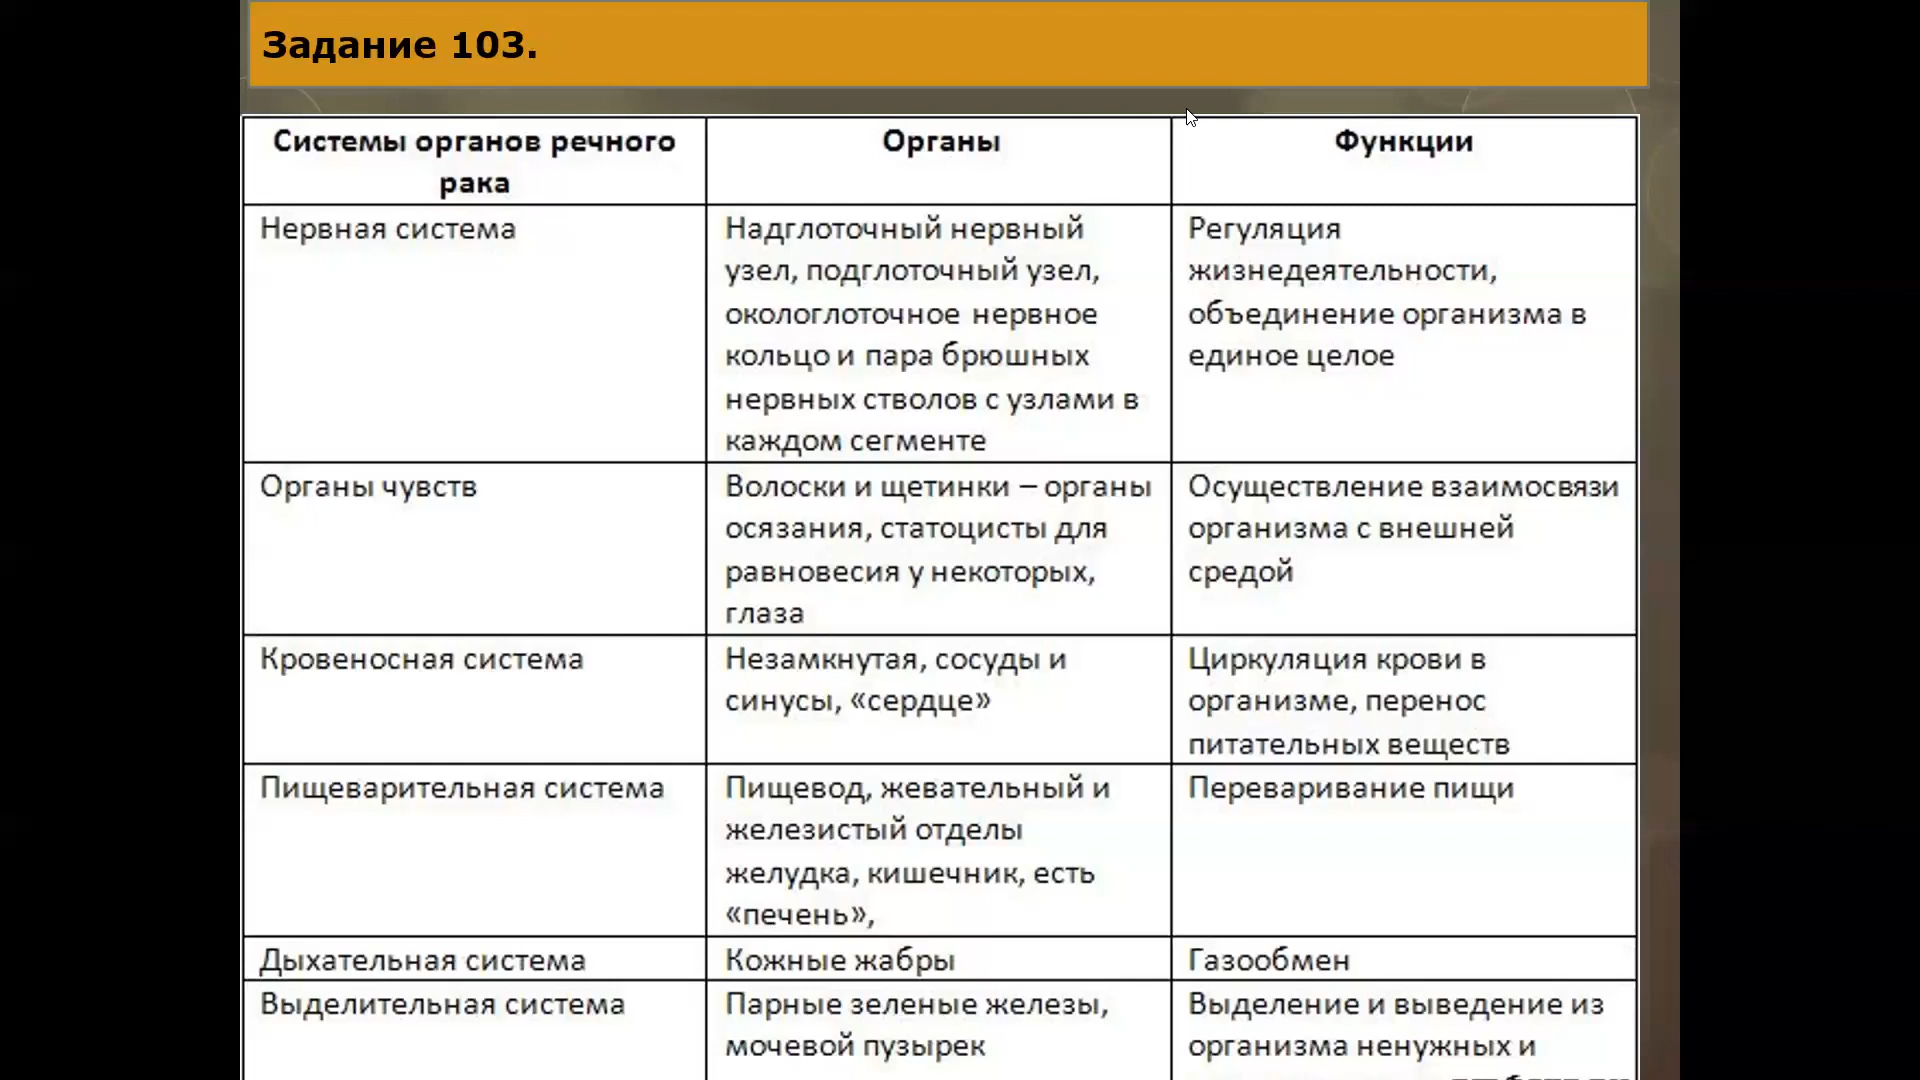 Задание 103.
Системы органов речного
рака
Органы
Функции
Нервная система
Надглоточный нервный
узел, подглоточный узел,
окологлоточное нервное
кольцо и пара брюшных
нервных стволов с узлами в
каждом сегменте
Регуляция
жизнедеятельности,
объединение организма в
единое целое
Органы чувств
Волоски и щетинки – органы
осязания, статоцисты для
равновесия у некоторых,
глаза
Осуществление взаимосвязи
организма с внешней
средой
Кровеносная система
Незамкнутая, сосуды и
синусы, «сердце»
Циркуляция крови в
организме, перенос
питательных веществ
Пищеварительная система
Пищевод, жевательный и
железистый отделы
желудка, кишечник, есть
«печень»,
Переваривание пищи
Дыхательная система
Кожные жабры
Газообмен
Выделительная система
Парные зеленые железы,
мочевой пузырек
Выделение и выведение из
организма ненужных и